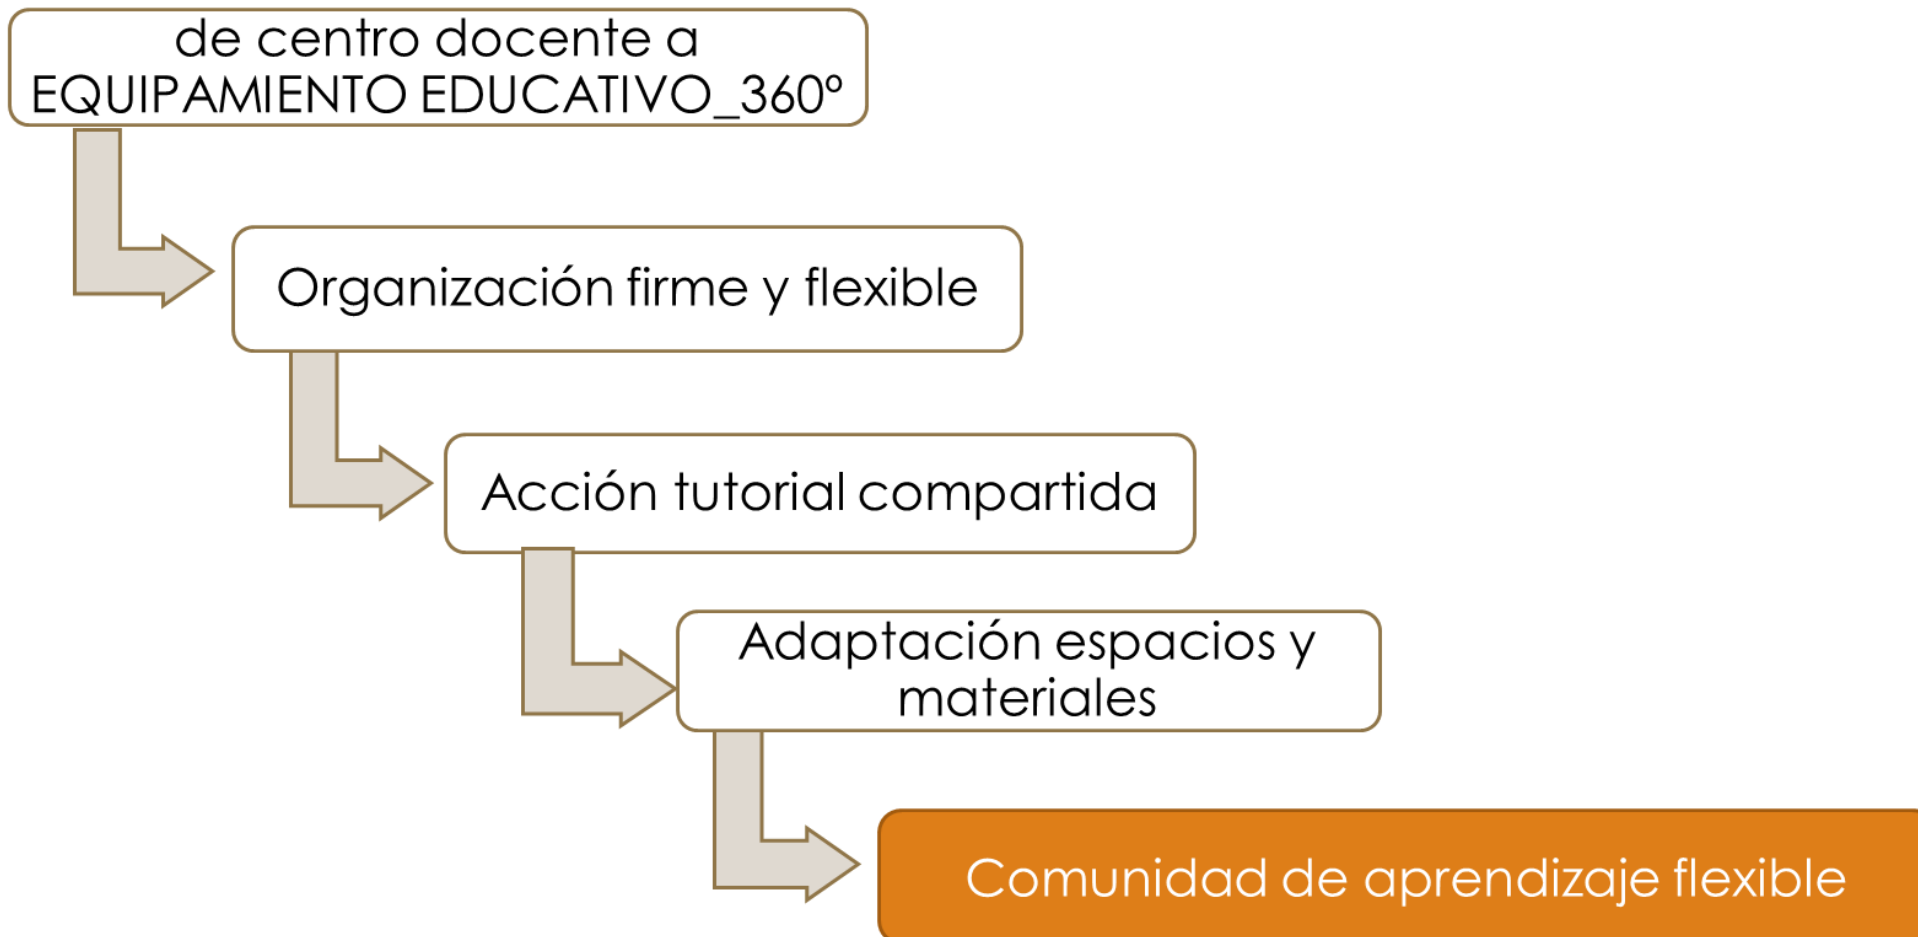 de centro docente a
EQUIPAMIENTO EDUCATIVO_360º
Organización firme y flexible
Acción tutorial compartida
Adaptación espacios y
materiales
Comunidad de aprendizaje flexible